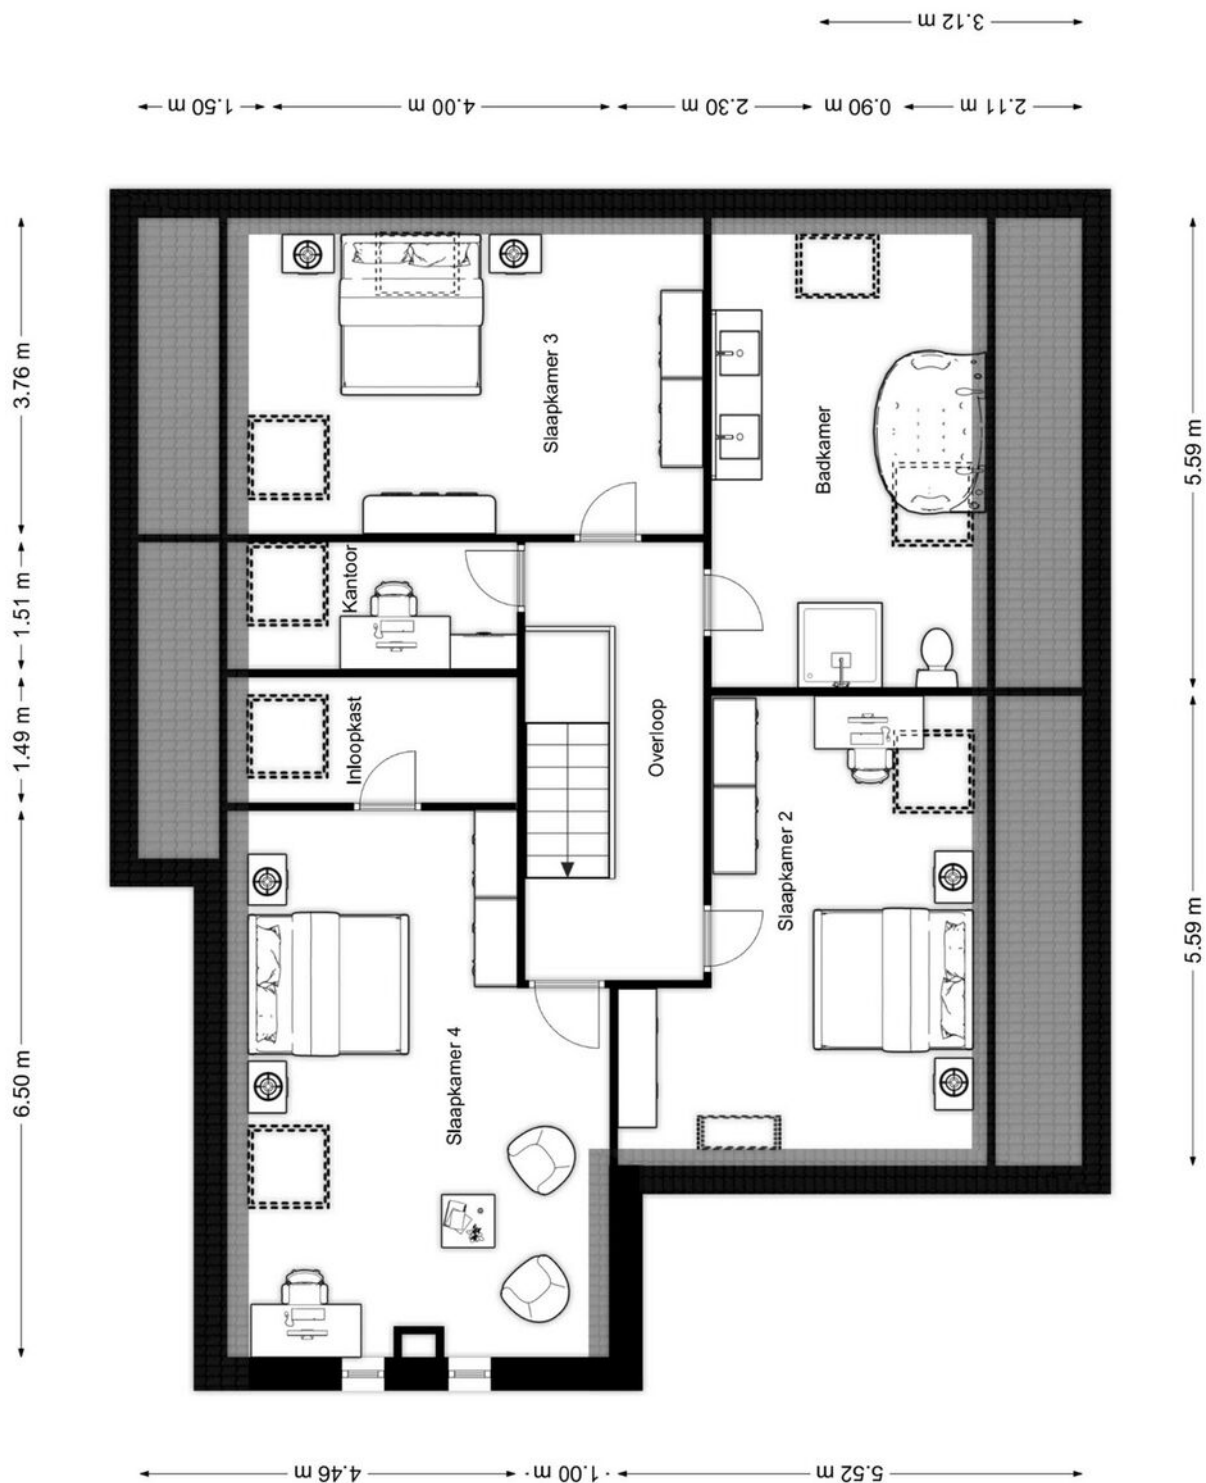 3.12 m
1.50 m
4.00 m
2.30 m
0.90 m
2.11 m
3.76 m
1.51 m
1.49 m
6.50 m
Slaapkamer 3
Badkamer
Kantoor
Inloopkast
Overloop
Slaapkamer 2
Slaapkamer 4
5.59 m
5.59 m
4.46 m
1.00 m
5.52 m